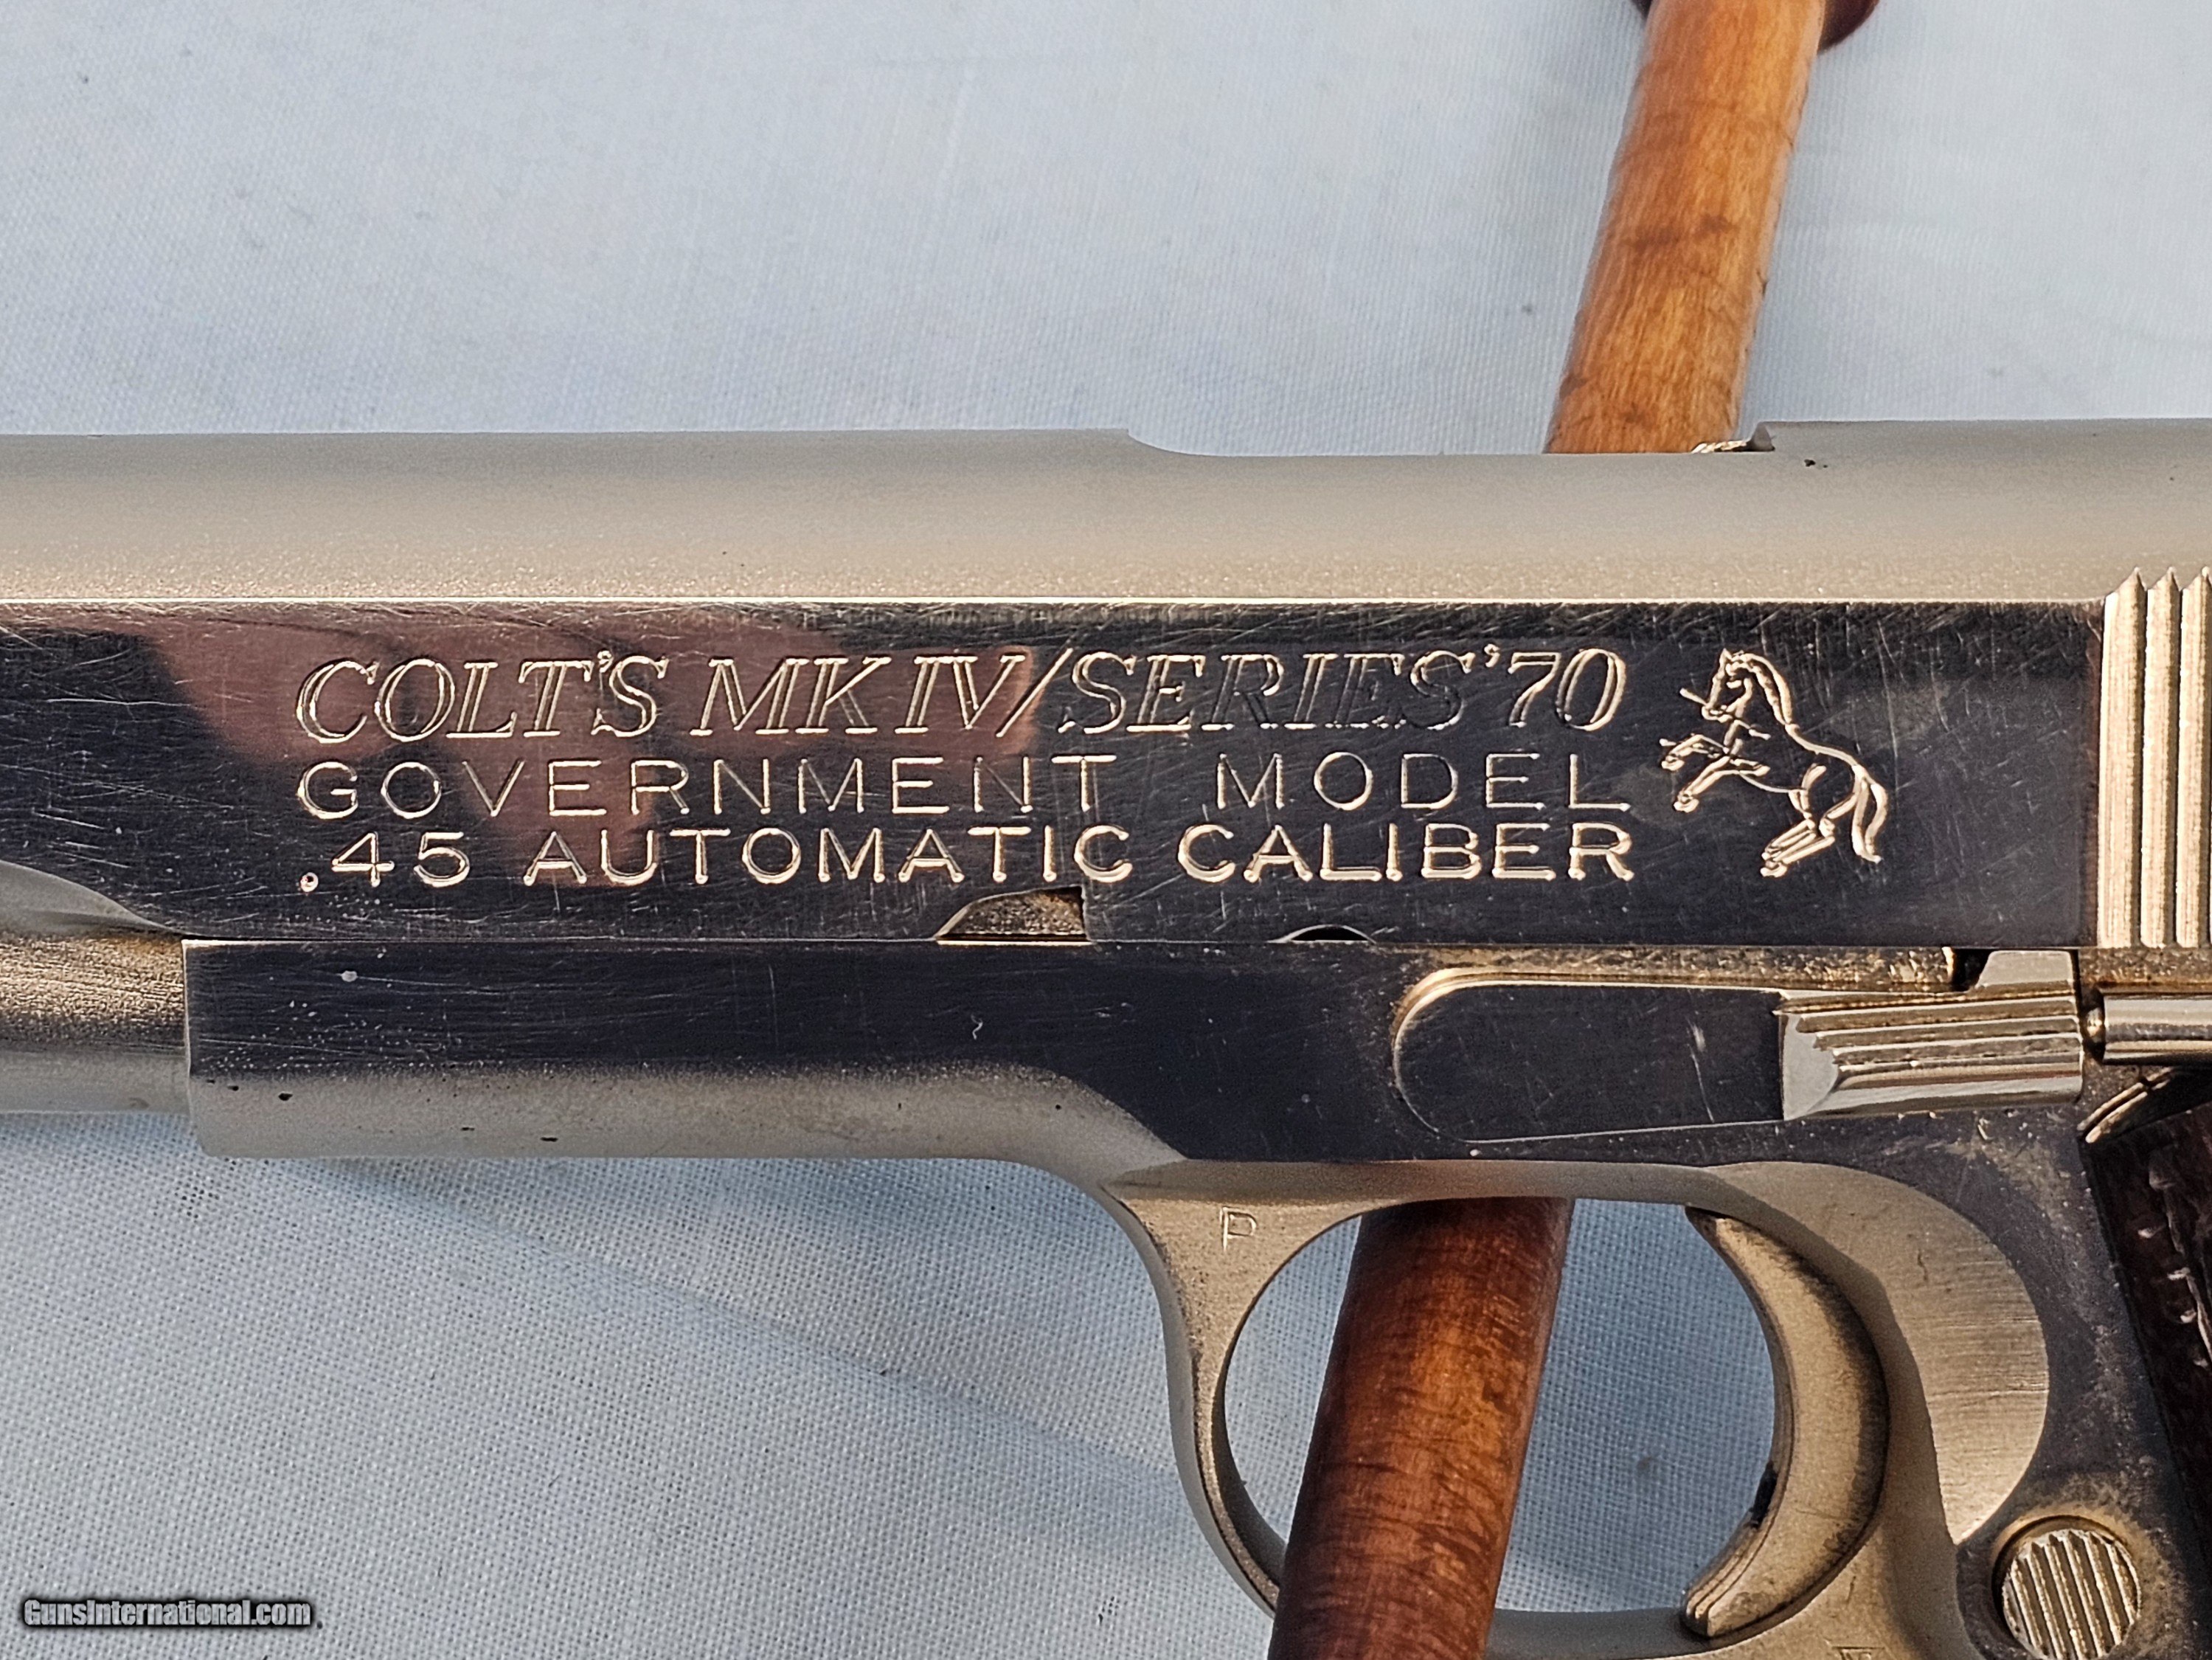 COLT'S MK IV/SERIES'70
GOVERNMENT MODEL
.45 AUTOMATIC CALIBER
P
GunsInternational.com